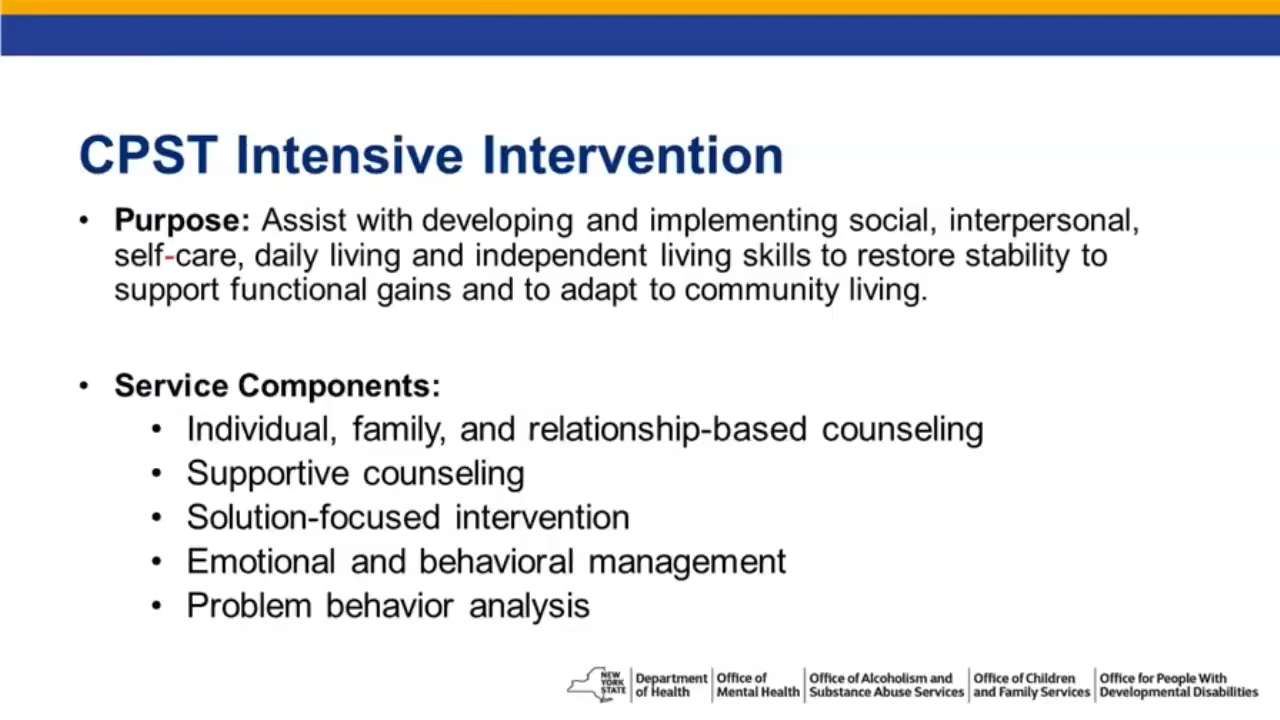 CPST Intensive Intervention
• Purpose: Assist with developing and implementing social, interpersonal,
self-care, daily living and independent living skills to restore stability to
support functional gains and to adapt to community living.
• Service Components:
• Individual, family, and relationship-based counseling
• Supportive counseling
• Solution-focused intervention
• Emotional and behavioral management
• Problem behavior analysis
NEW
YORK
STATE
Department
of Health
Office of
Mental Health
Office of Alcoholism and
Substance Abuse Services
Office of Children
and Family Services
Office for People With
Developmental Disabilities